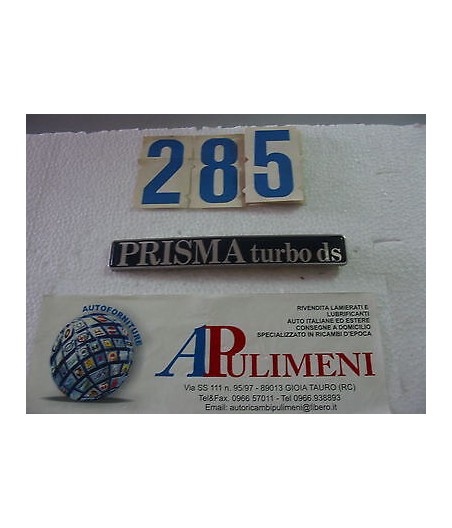 285
PRISMA turbo ds
AUTOFORNITURE
RIVENDITA LAMIERATI E
LUBRIFICANTI
AUTO ITALIANE ED ESTERE
CONSEGNE A DOMICILIO
SPECIALIZZATO IN RICAMBI D'EPOCA
APULIMENI
Via SS 111 n. 95/97 - 89013 GIOIA TAURO (RC)
Tel&Fax. 0966 57011 - Tel 0966.938893
Email: autoricambipulimeni@libero.it